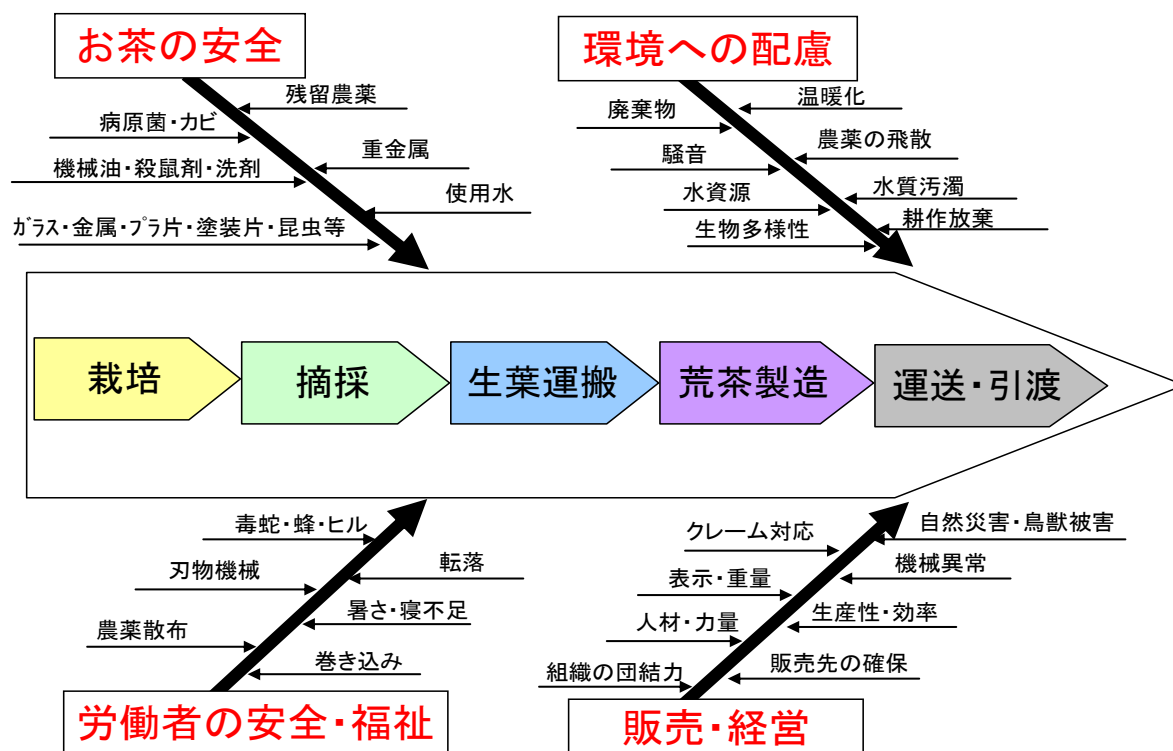 お茶の安全
環境への配慮
残留農薬
病原菌・カビ
重金属
機械油・殺鼠剤・洗剤
使用水
ｶﾞﾗｽ・金属・ﾌﾟﾗ片・塗装片・昆虫等
温暖化
廃棄物
農薬の飛散
騒音
水質汚濁
水資源
耕作放棄
生物多様性
栽培
摘採
生葉運搬
荒茶製造
運送・引渡
毒蛇・蜂・ヒル
転落
刃物機械
暑さ・寝不足
農薬散布
巻き込み
労働者の安全・福祉
自然災害・鳥獣被害
クレーム対応
機械異常
表示・重量
生産性・効率
人材・力量
販売先の確保
組織の団結力
販売・経営